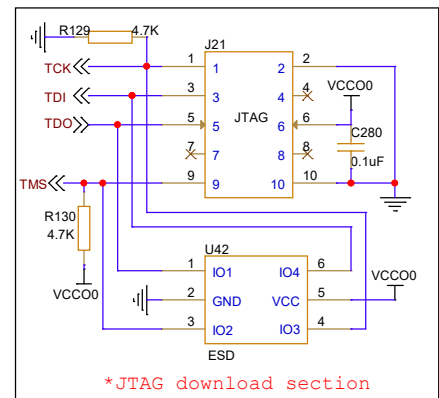 R129 4.7K
J21
TCK 1 1 2 2
VCCO0
TDI 3 3 4 4
JTAG
TDO 5 5 6 6
C280
7 7 8 8
0.1uF
TMS 9 9 10 10
R130
4.7K
U42
VCCO0
1 IO1 IO4 6
VCCO0
2 GND VCC 5
3 IO2 IO3 4
ESD
*JTAG download section